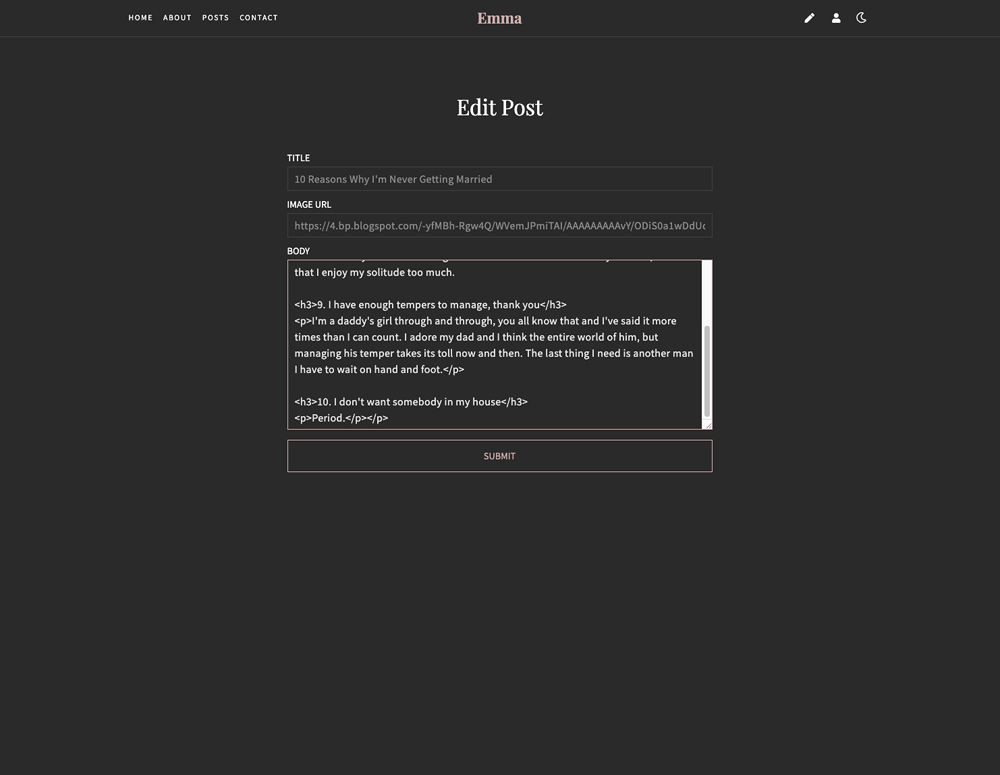 HOME ABOUT POSTS CONTACT
Emma
Edit Post
TITLE
10 Reasons Why I'm Never Getting Married
IMAGE URL
https://4.bp.blogspot.com/-yfMBh-Rgw4Q/WVemJPmiTAI/AAAAAAAAAvY/ODiS0a1wDdUc
BODY
that I enjoy my solitude too much.
<h3>9. I have enough tempers to manage, thank you</h3>
<p>I'm a daddy's girl through and through, you all know that and I've said it more
times than I can count. I adore my dad and I think the entire world of him, but
managing his temper takes its toll now and then. The last thing I need is another man
I have to wait on hand and foot.</p>
<h3>10. I don't want somebody in my house</h3>
<p>Period.</p></p>
SUBMIT